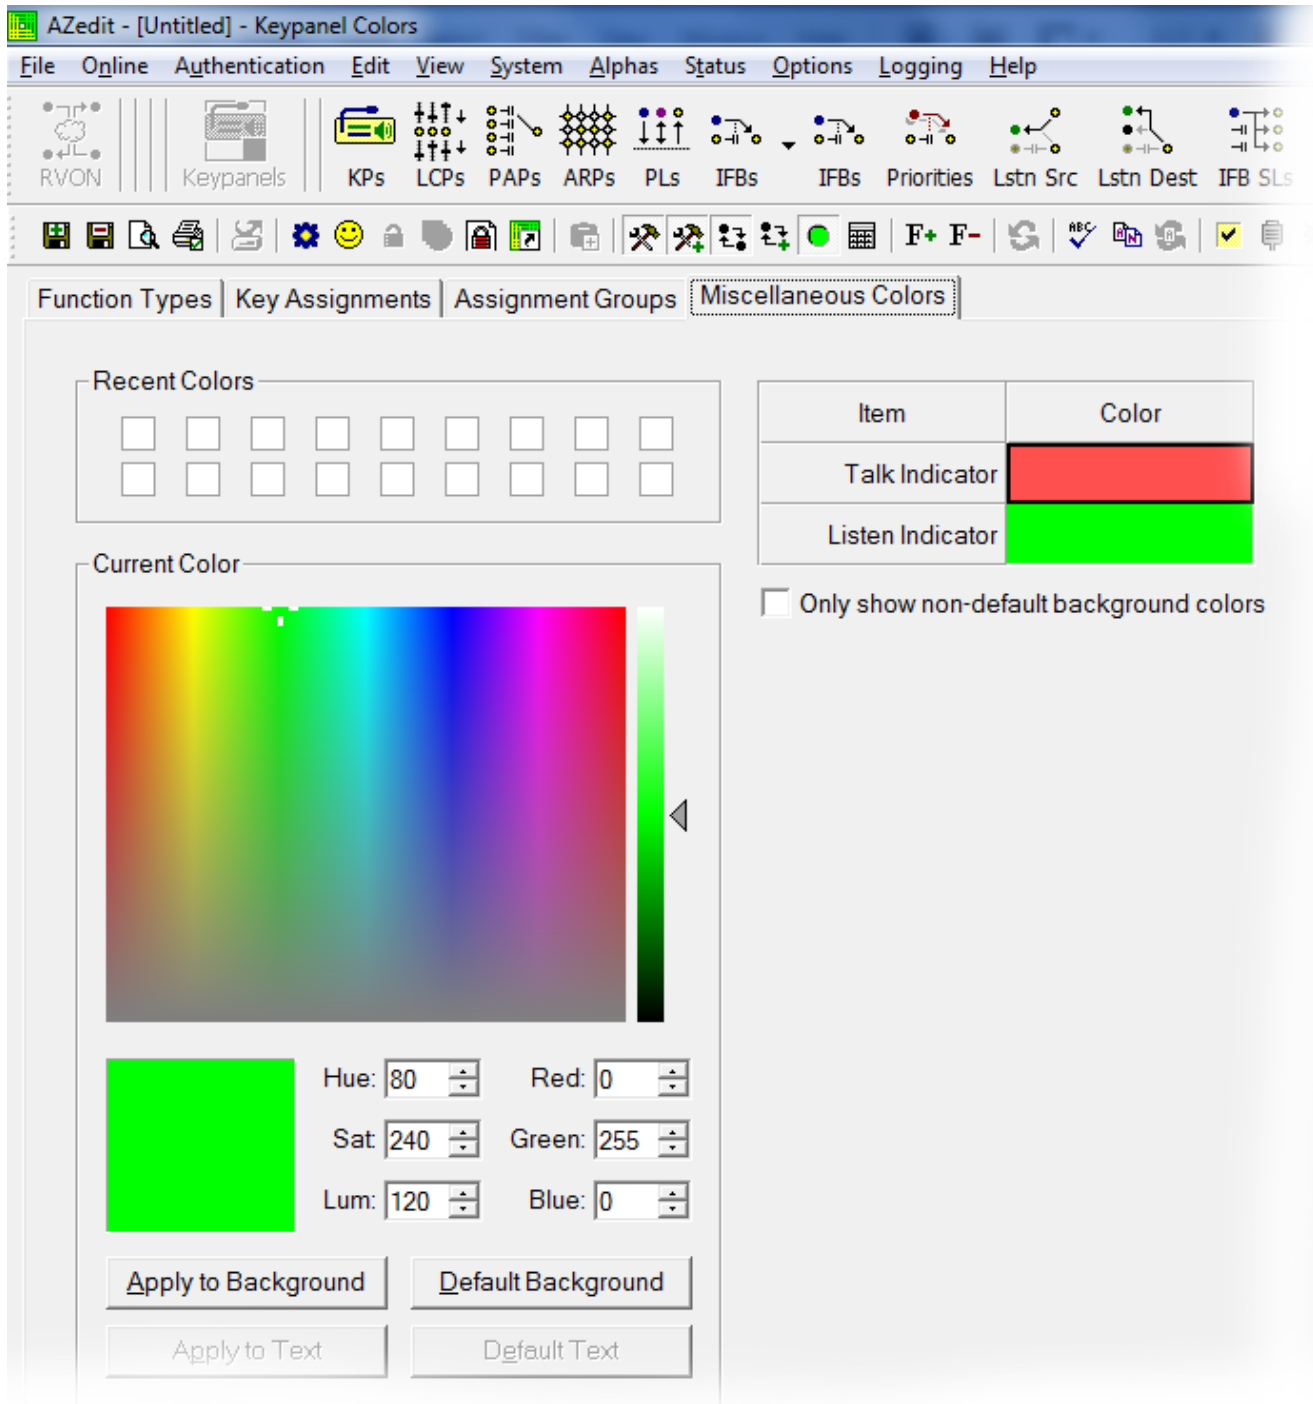 AZedit - [Untitled] - Keypanel Colors
File Online Authentication Edit View System Alphas Status Options Logging Help
RVON Keypanels KPs LCPs PAPs ARPs PLs IFBs IFBs Priorities Lstn Src Lstn Dest IFB SLs
F+ F- ABC
Function Types Key Assignments Assignment Groups Miscellaneous Colors
Recent Colors
Item Color
Talk Indicator
Listen Indicator
Only show non-default background colors
Current Color
Hue: 80 Red: 0
Sat: 240 Green: 255
Lum: 120 Blue: 0
Apply to Background Default Background
Apply to Text Default Text